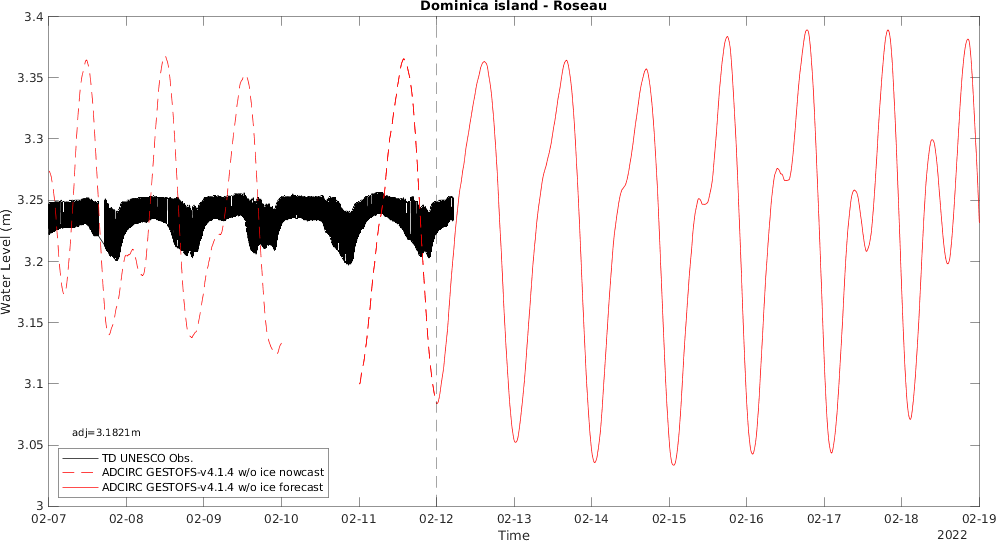 Dominica island - Roseau
3.4
3.35
3.3
3.25
3.2
3.15
3.1
3.05
3
Water Level (m)
adj=3.1821m
TD UNESCO Obs.
ADCIRC GESTOFS-v4.1.4 w/o ice nowcast
ADCIRC GESTOFS-v4.1.4 w/o ice forecast
02-07 02-08 02-09 02-10 02-11 02-12 02-13 02-14 02-15 02-16 02-17 02-18 02-19
Time
2022